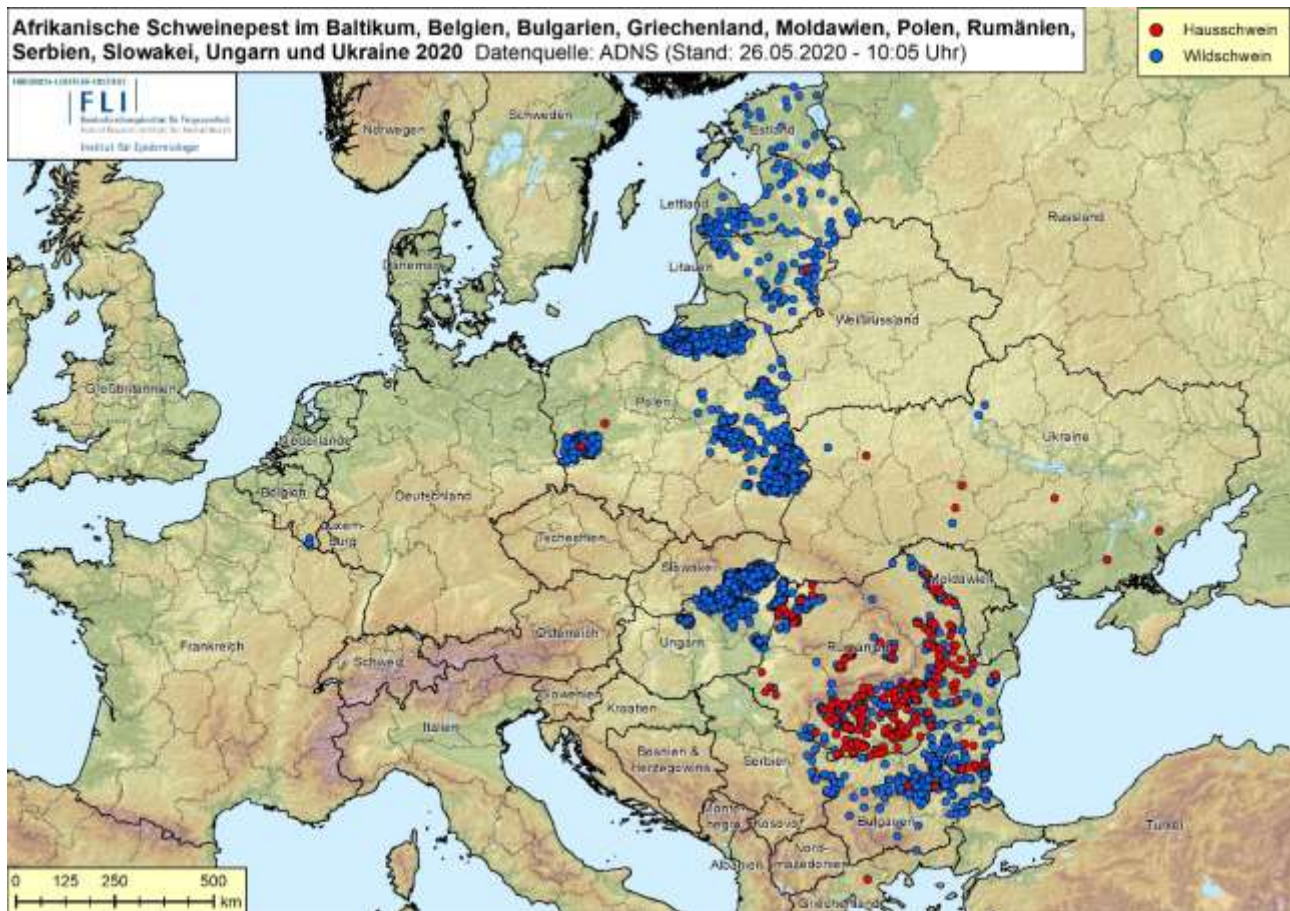 Afrikanische Schweinepest im Baltikum, Belgien, Bulgarien, Griechenland, Moldawien, Polen, Rumänien,
Serbien, Slowakei, Ungarn und Ukraine 2020 Datenquelle: ADNS (Stand: 26.05.2020 - 10:05 Uhr)
Hausschwein
Wildschwein
FLI
Institut für Epidemiologie
Norwegen
Schweden
Estland
Lettland
Russland
Dänemark
Litauen
Weißrussland
Großbritannien
Niederlande
Polen
Ukraine
Belgien
Deutschland
Luxem-
burg
Tschechien
Slowakei
Moldawien
Frankreich
Österreich
Ungarn
Rumänien
Schweiz
Slowenien
Kroatien
Italien
Bosnien &
Herzegowina
Serbien
Monte-
negro
Kosovo
Bulgarien
Türkei
Albanien
Nord-
mazedonien
Griechenland
0 125 250 500
km